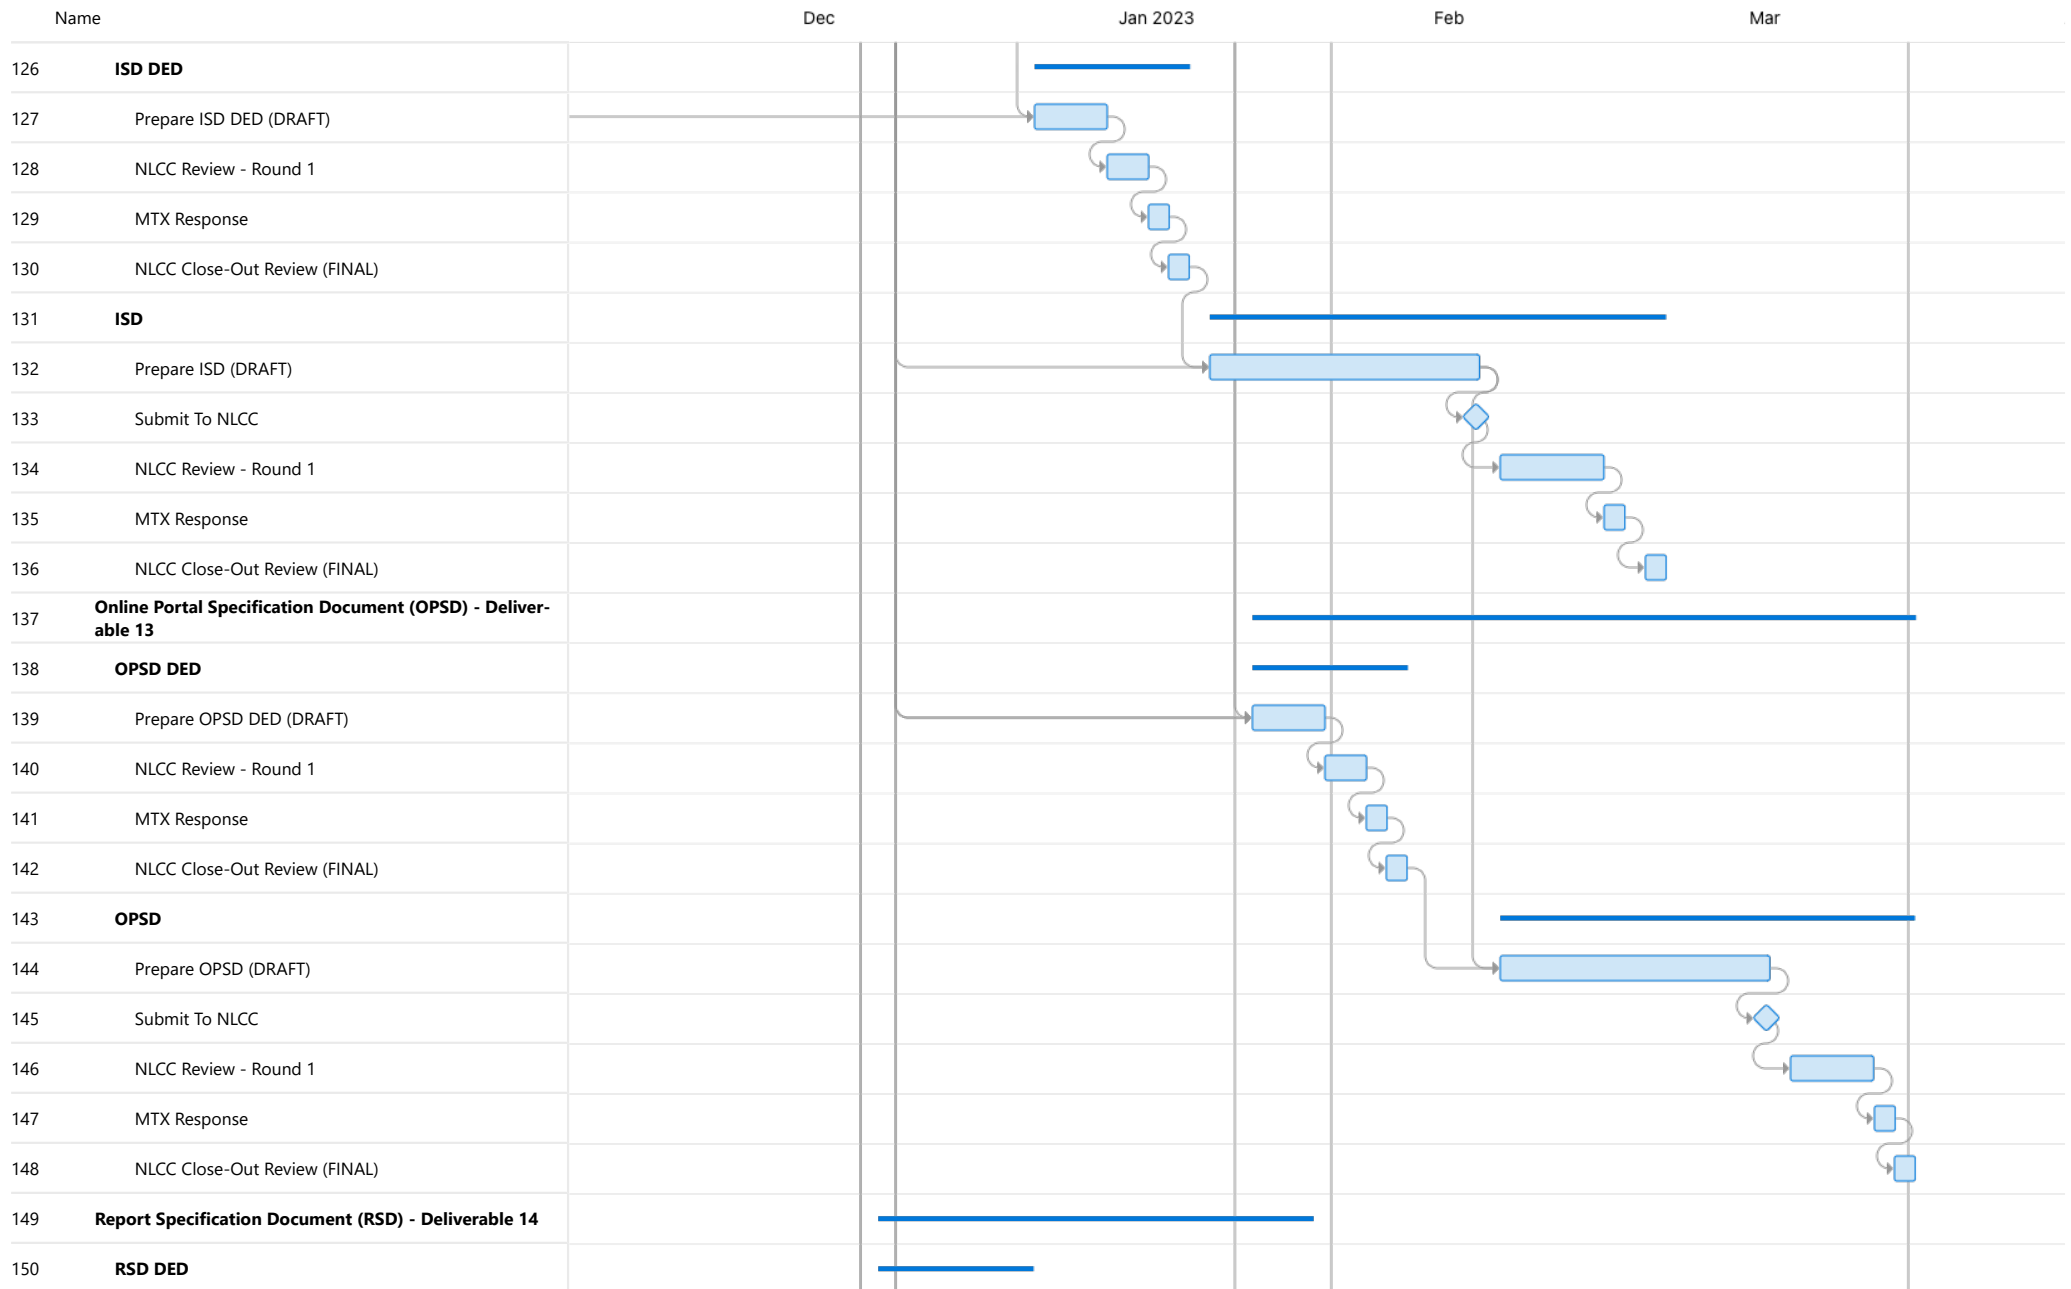 Name Dec Jan 2023 Feb Mar
126 ISD DED
127 Prepare ISD DED (DRAFT)
128 NLCC Review - Round 1
129 MTX Response
130 NLCC Close-Out Review (FINAL)
131 ISD
132 Prepare ISD (DRAFT)
133 Submit To NLCC
134 NLCC Review - Round 1
135 MTX Response
136 NLCC Close-Out Review (FINAL)
137 Online Portal Specification Document (OPSD) - Deliver-
able 13
138 OPSD DED
139 Prepare OPSD DED (DRAFT)
140 NLCC Review - Round 1
141 MTX Response
142 NLCC Close-Out Review (FINAL)
143 OPSD
144 Prepare OPSD (DRAFT)
145 Submit To NLCC
146 NLCC Review - Round 1
147 MTX Response
148 NLCC Close-Out Review (FINAL)
149 Report Specification Document (RSD) - Deliverable 14
150 RSD DED